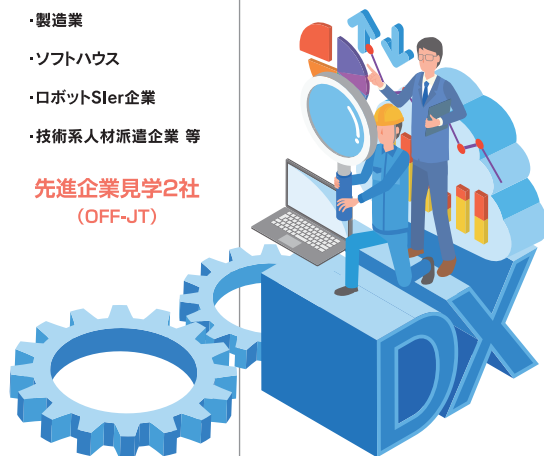 ・製造業
・ソフトハウス
・ロボットSIer企業
・技術系人材派遣企業 等
先進企業見学2社
（OFF-JT）
DX